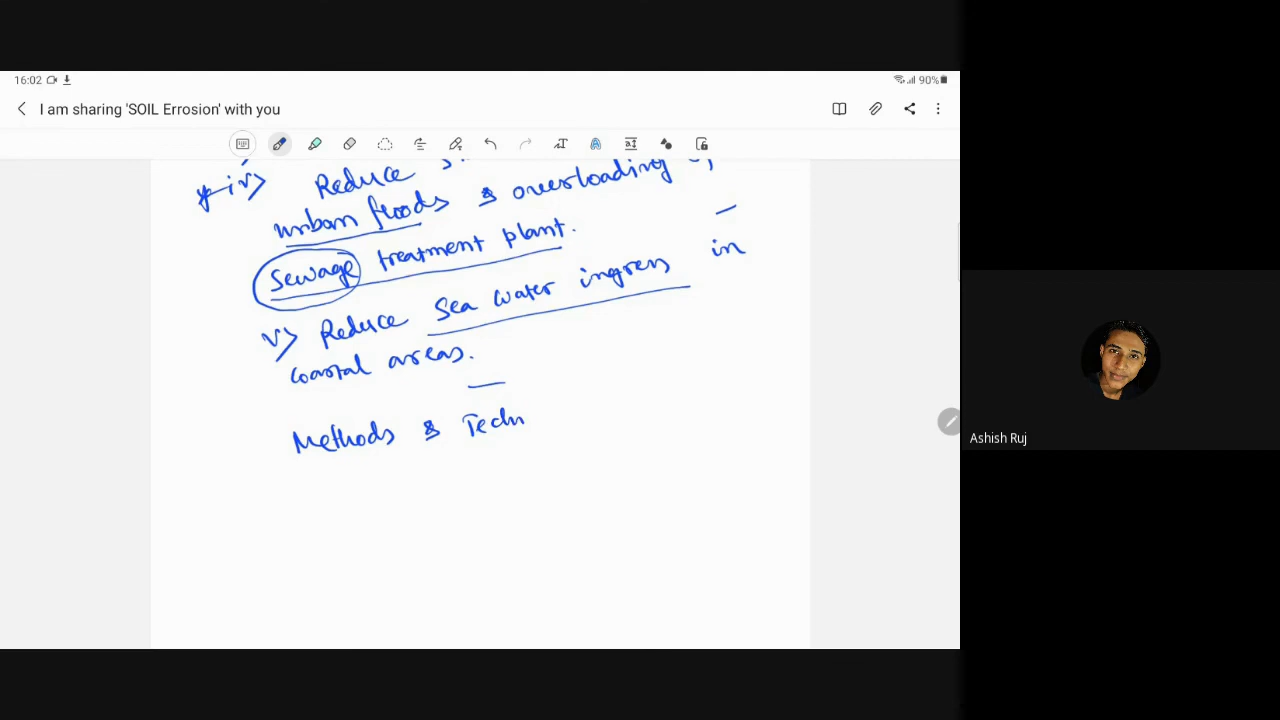 16:02
90%
I am sharing 'SOIL Errosion' with you
iv> Reduce
urban floods & overloading
Sewage treatment plant.
v> Reduce Sea water ingress in
coastal areas.
Methods & Techn
Ashish Ruj